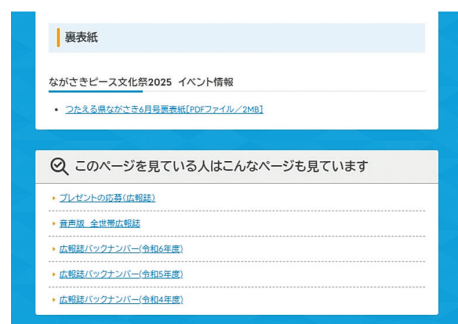 裏表紙
ながさきピース文化祭2025 イベント情報
つたえる県ながさき6月号裏表紙[PDFファイル／2MB]
このページを見ている人はこんなページも見ています
プレゼントの応募(広報誌)
音声版 全世帯広報誌
広報誌バックナンバー(令和6年度)
広報誌バックナンバー(令和5年度)
広報誌バックナンバー(令和4年度)